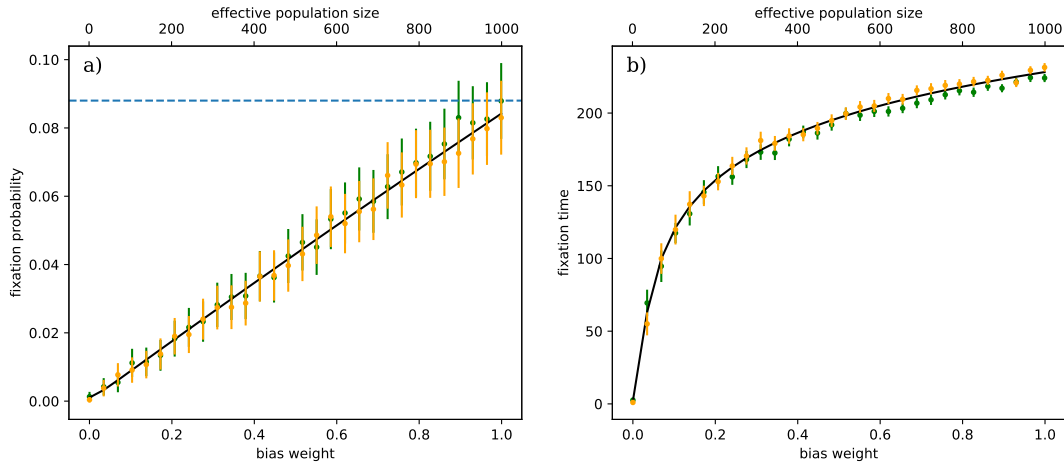 effective population size
0 200 400 600 800 1000
a)
0.10
0.08
0.06
0.04
0.02
0.00
fixation probability
0.0 0.2 0.4 0.6 0.8 1.0
bias weight
effective population size
0 200 400 600 800 1000
b)
200
150
100
50
0
fixation time
0.0 0.2 0.4 0.6 0.8 1.0
bias weight